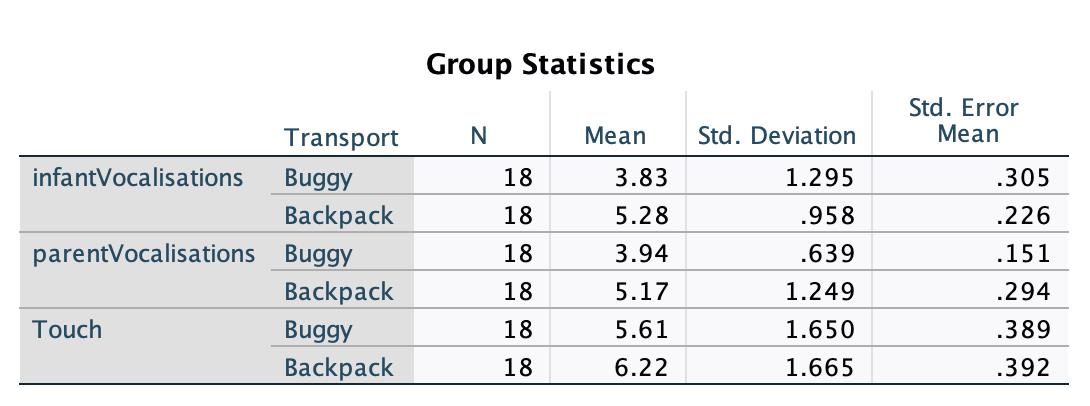 Group Statistics
Transport N Mean Std. Deviation Std. Error Mean
infantVocalisations Buggy 18 3.83 1.295 .305
Backpack 18 5.28 .958 .226
parentVocalisations Buggy 18 3.94 .639 .151
Backpack 18 5.17 1.249 .294
Touch Buggy 18 5.61 1.650 .389
Backpack 18 6.22 1.665 .392